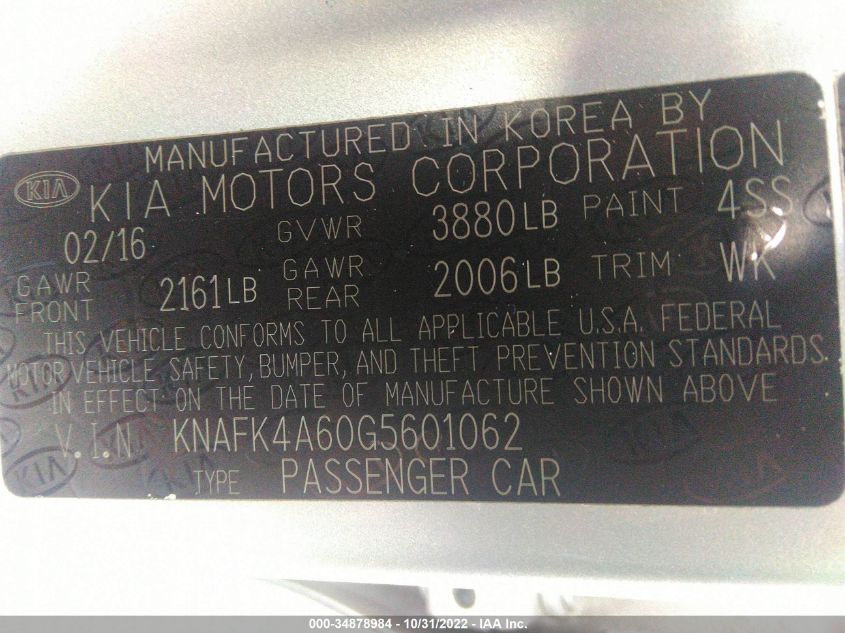 MANUFACTURED IN KOREA BY
KIA KIA MOTORS CORPORATION
02/16 GVWR 3880LB PAINT 4SS
GAWR FRONT 2161LB GAWR REAR 2006LB TRIM WK
THIS VEHICLE CONFORMS TO ALL APPLICABLE U.S.A. FEDERAL
MOTOR VEHICLE SAFETY, BUMPER, AND THEFT PREVENTION STANDARDS
IN EFFECT ON THE DATE OF MANUFACTURE SHOWN ABOVE
V.I.N. KNAFK4A60G5601062
TYPE PASSENGER CAR
000-34878984 - 10/31/2022 - IAA Inc.